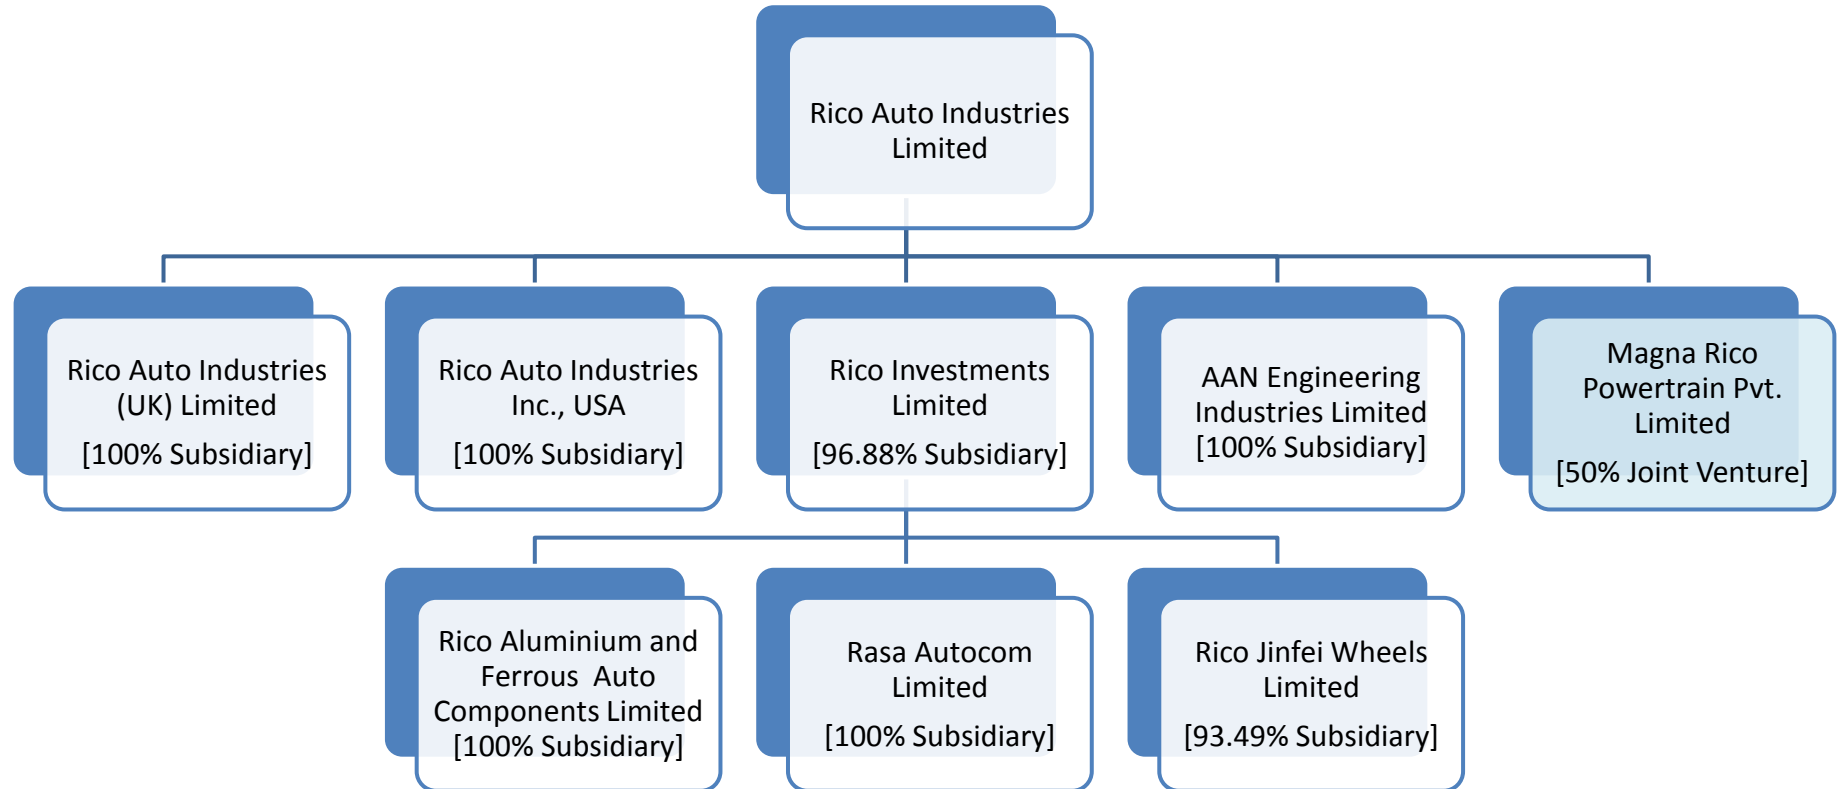 Rico Auto Industries
Limited
Rico Auto Industries
(UK) Limited
[100% Subsidiary]
Rico Auto Industries
Inc., USA
[100% Subsidiary]
Rico Investments
Limited
[96.88% Subsidiary]
AAN Engineering
Industries Limited
[100% Subsidiary]
Magna Rico
Powertrain Pvt.
Limited
[50% Joint Venture]
Rico Aluminium and
Ferrous Auto
Components Limited
[100% Subsidiary]
Rasa Autocom
Limited
[100% Subsidiary]
Rico Jinfei Wheels
Limited
[93.49% Subsidiary]